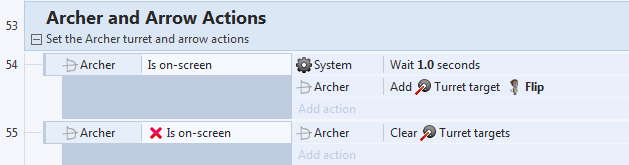 53
Archer and Arrow Actions
Set the Archer turret and arrow actions
54
Archer Is on-screen System Wait 1.0 seconds
Archer Add Turret target Flip
Add action
55
Archer Is on-screen Archer Clear Turret targets
Add action